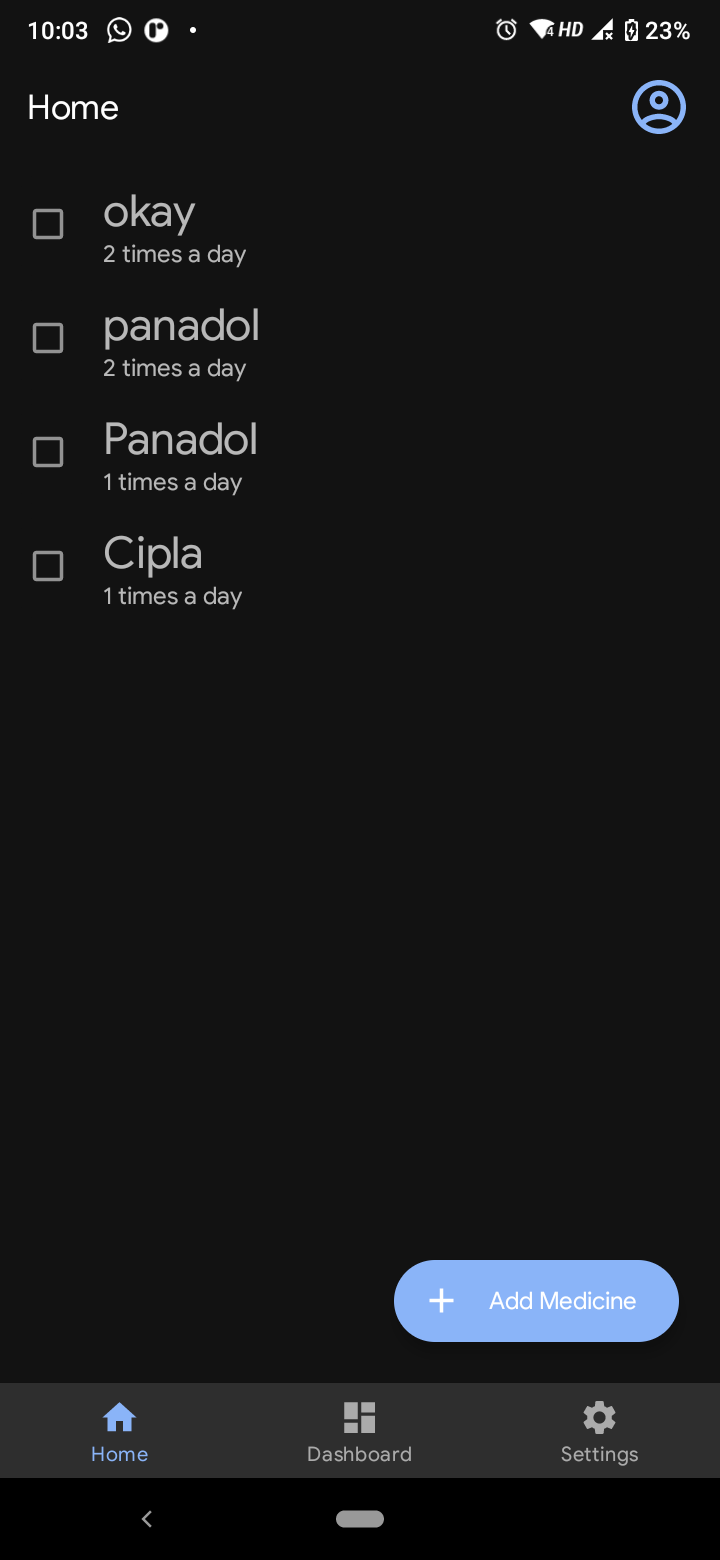 10:03 HD 23%
Home
okay
2 times a day
panadol
2 times a day
Panadol
1 times a day
Cipla
1 times a day
Add Medicine
Home Dashboard Settings